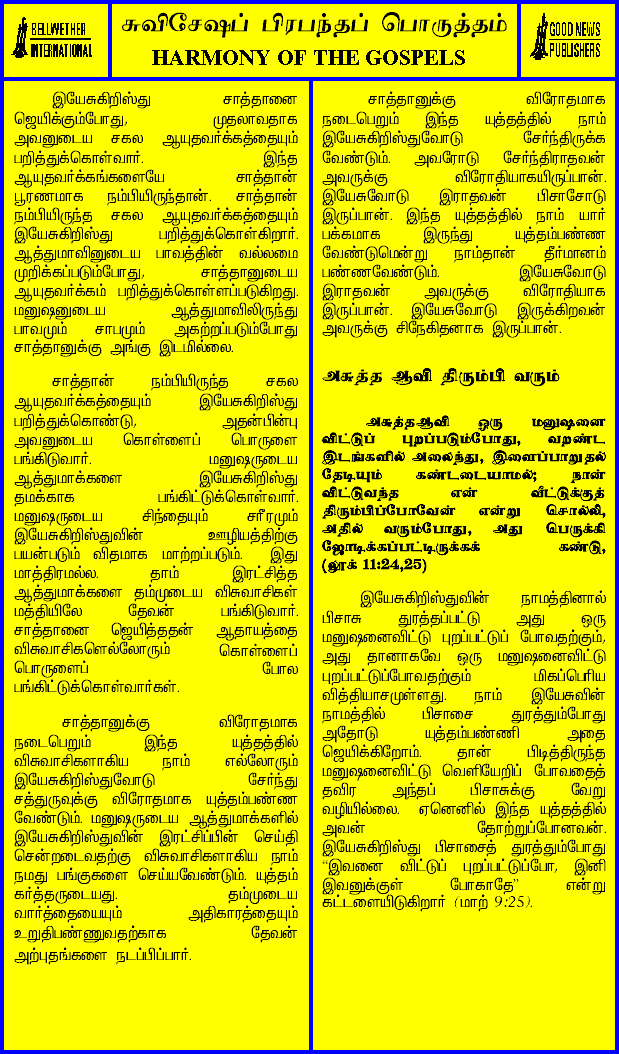 BELLWETHER
INTERNATIONAL
சுவிசேஷப் பிரபந்தப் பொருத்தம்
HARMONY OF THE GOSPELS
GOOD NEWS
PUBLISHERS
இயேசுகிறிஸ்து சாத்தானை
ஜெயிக்கும்போது, முதலாவதாக
அவனுடைய சகல ஆயுதவர்க்கத்தையும்
பறித்துக்கொள்வார். இந்த
ஆயுதவர்க்கங்களையே சாத்தான்
பூரணமாக நம்பியிருந்தான். சாத்தான்
நம்பியிருந்த சகல ஆயுதவர்க்கத்தையும்
இயேசுகிறிஸ்து பறித்துக்கொள்கிறார்.
ஆத்துமாவினுடைய பாவத்தின் வல்லமை
முறிக்கப்படும்போது, சாத்தானுடைய
ஆயுதவர்க்கம் பறித்துக்கொள்ளப்படுகிறது.
மனுஷனுடைய ஆத்துமாவிலிருந்து
பாவமும் சாபமும் அகற்றப்படும்போது
சாத்தானுக்கு அங்கு இடமில்லை.
சாத்தான் நம்பியிருந்த சகல
ஆயுதவர்க்கத்தையும் இயேசுகிறிஸ்து
பறித்துக்கொண்டு, அதன்பின்பு
அவனுடைய கொள்ளைப் பொருளை
பங்கிடுவார். மனுஷருடைய
ஆத்துமாக்களை இயேசுகிறிஸ்து
தமக்காக பங்கிட்டுக்கொள்வார்.
மனுஷருடைய சிந்தையும் சரீரமும்
இயேசுகிறிஸ்துவின் ஊழியத்திற்கு
பயன்படும் விதமாக மாற்றப்படும். இது
மாத்திரமல்ல. தாம் இரட்சித்த
ஆத்துமாக்களை தம்முடைய விசுவாசிகள்
மத்தியிலே தேவன் பங்கிடுவார்.
சாத்தானை ஜெயித்ததன் ஆதாயத்தை
விசுவாசிகளெல்லோரும் கொள்ளைப்
பொருளைப் போல
பங்கிட்டுக்கொள்வார்கள்.
சாத்தானுக்கு விரோதமாக
நடைபெறும் இந்த யுத்தத்தில்
விசுவாசிகளாகிய நாம் எல்லோரும்
இயேசுகிறிஸ்துவோடு சேர்ந்து
சத்துருவுக்கு விரோதமாக யுத்தம்பண்ண
வேண்டும். மனுஷருடைய ஆத்துமாக்களில்
இயேசுகிறிஸ்துவின் இரட்சிப்பின் செய்தி
சென்றடைவதற்கு விசுவாசிகளாகிய நாம்
நமது பங்குகளை செய்யவேண்டும். யுத்தம்
கர்த்தருடையது. தம்முடைய
வார்த்தையையும் அதிகாரத்தையும்
உறுதிபண்ணுவதற்காக தேவன்
அற்புதங்களை நடப்பிப்பார்.
சாத்தானுக்கு விரோதமாக
நடைபெறும் இந்த யுத்தத்தில் நாம்
இயேசுகிறிஸ்துவோடு சேர்ந்திருக்க
வேண்டும். அவரோடு சேர்ந்திராதவன்
அவருக்கு விரோதியாகயிருப்பான்.
இயேசுவோடு இராதவன் பிசாசோடு
இருப்பான். இந்த யுத்தத்தில் நாம் யார்
பக்கமாக இருந்து யுத்தம்பண்ண
வேண்டுமென்று நாம்தான் தீர்மானம்
பண்ணவேண்டும். இயேசுவோடு
இராதவன் அவருக்கு விரோதியாக
இருப்பான். இயேசுவோடு இருக்கிறவன்
அவருக்கு சிநேகிதனாக இருப்பான்.
அசுத்த ஆவி திரும்பி வரும்
அசுத்தஆவி ஒரு மனுஷனை
விட்டுப் புறப்படும்போது, வறண்ட
இடங்களில் அலைந்து, இளைப்பாறுதல்
தேடியும் கண்டடையாமல்; நான்
விட்டுவந்த என் வீட்டுக்குத்
திரும்பிப்போவேன் என்று சொல்லி,
அதில் வரும்போது, அது பெருக்கி
ஜோடிக்கப்பட்டிருக்கக் கண்டு,
(லூக் 11:24,25)
இயேசுகிறிஸ்துவின் நாமத்தினால்
பிசாசு துரத்தப்பட்டு அது ஒரு
மனுஷனைவிட்டு புறப்பட்டுப் போவதற்கும்,
அது தானாகவே ஒரு மனுஷனைவிட்டு
புறப்பட்டுப்போவதற்கும் மிகப்பெரிய
வித்தியாசமுள்ளது. நாம் இயேசுவின்
நாமத்தில் பிசாசை துரத்தும்போது
அதோடு யுத்தம்பண்ணி அதை
ஜெயிக்கிறோம். தான் பிடித்திருந்த
மனுஷனைவிட்டு வெளியேறிப் போவதைத்
தவிர அந்தப் பிசாசுக்கு வேறு
வழியில்லை. ஏனெனில் இந்த யுத்தத்தில்
அவன் தோற்றுப்போனவன்.
இயேசுகிறிஸ்து பிசாசைத் துரத்தும்போது
“இவனை விட்டுப் புறப்பட்டுப்போ, இனி
இவனுக்குள் போகாதே” என்று
கட்டளையிடுகிறார் (மாற் 9:25).